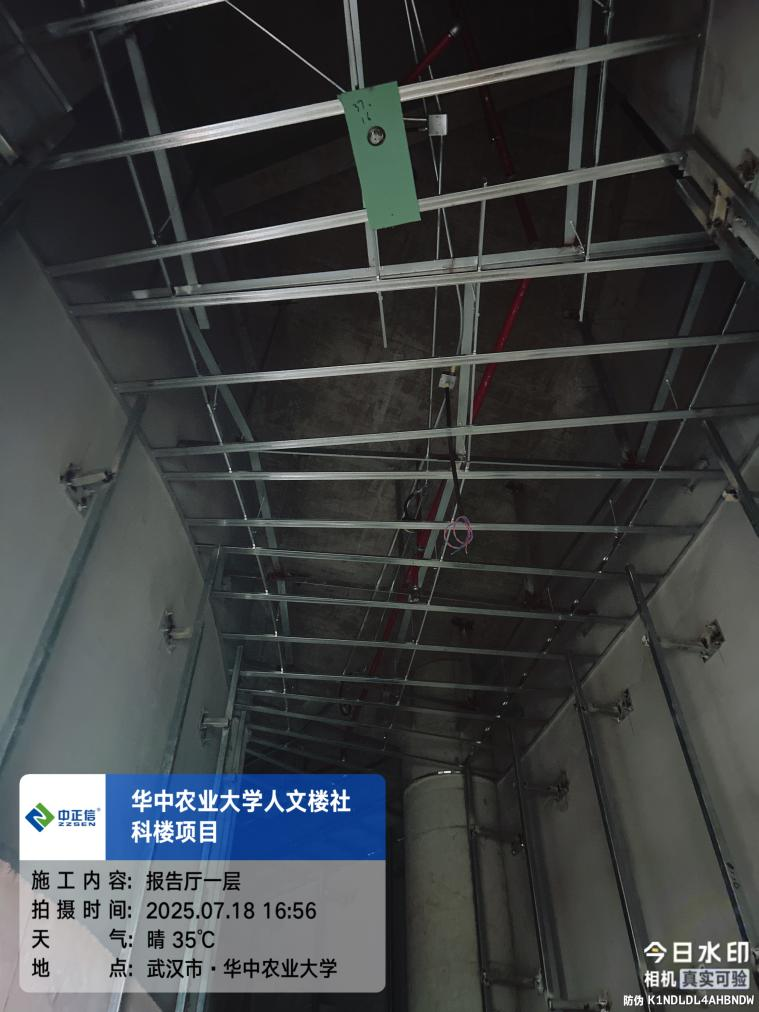 37.
16
中正信®
ZZSEN
华中农业大学人文楼社
科楼项目
施工内容: 报告厅一层
拍摄时间: 2025.07.18 16:56
天气: 晴 35℃
地点: 武汉市·华中农业大学
今日水印
相机 真实可验
防伪 K1NDLDL4AHBNDW